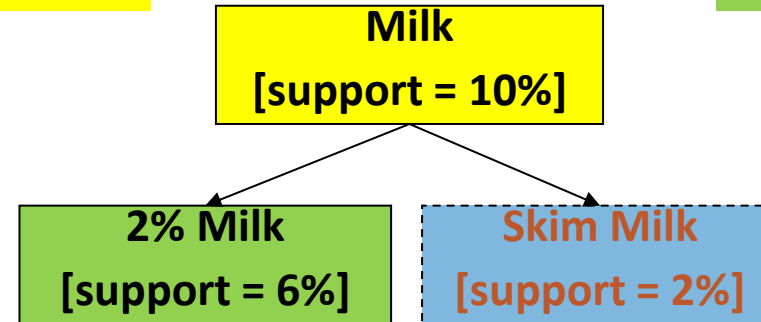 Milk
[support = 10%]
2% Milk
[support = 6%]
Skim Milk
[support = 2%]